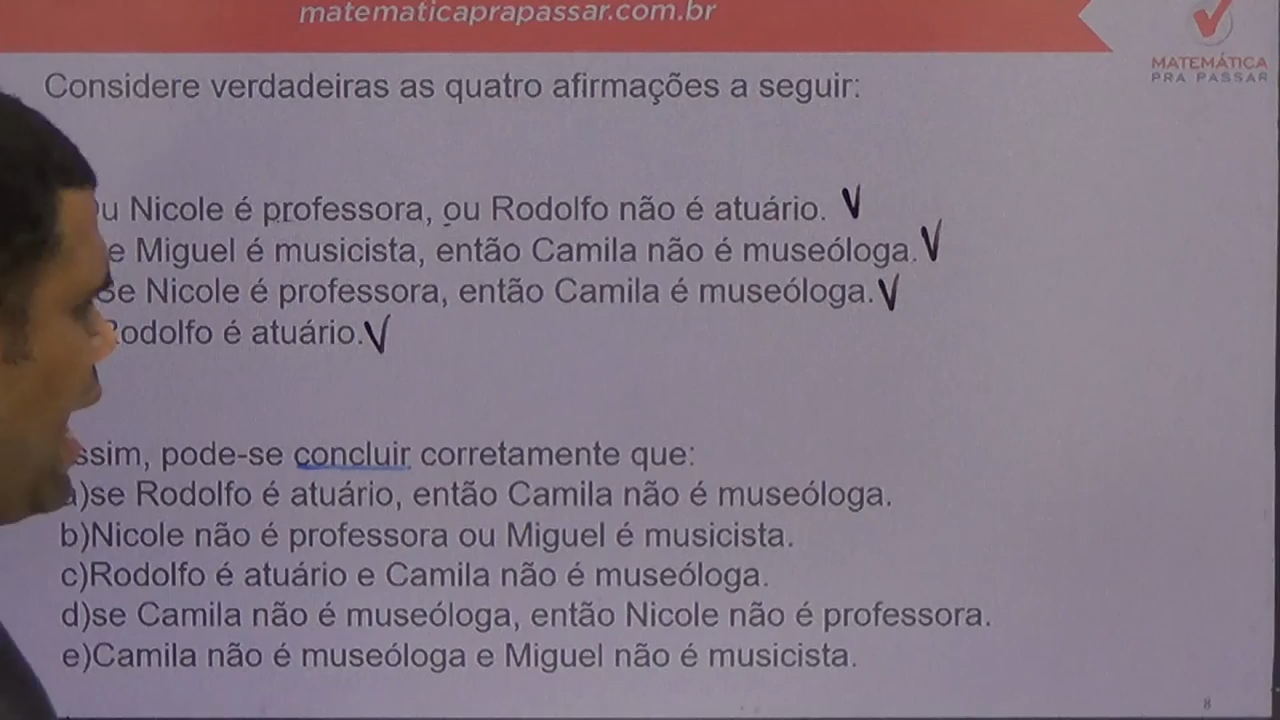 matematicaprapassar.com.br
MATEMÁTICA
PRA PASSAR
Considere verdadeiras as quatro afirmações a seguir:
u Nicole é professora, ou Rodolfo não é atuário. V
e Miguel é musicista, então Camila não é museóloga. V
Se Nicole é professora, então Camila é museóloga. V
Rodolfo é atuário. V
ssim, pode-se concluir corretamente que:
a)se Rodolfo é atuário, então Camila não é museóloga.
b)Nicole não é professora ou Miguel é musicista.
c)Rodolfo é atuário e Camila não é museóloga.
d)se Camila não é museóloga, então Nicole não é professora.
e)Camila não é museóloga e Miguel não é musicista.
8